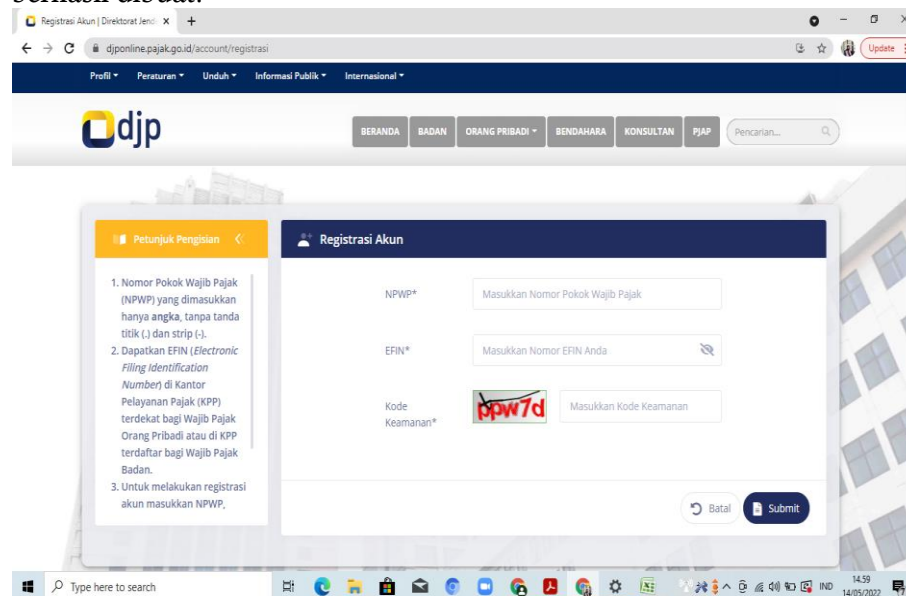 Registrasi Akun | Direktorat Jend
djponline.pajak.go.id/account/registrasi
Update
Profil Peraturan Unduh Informasi Publik Internasional
djp
BERANDA BADAN ORANG PRIBADI BENDAHARA KONSULTAN PJAP Pencarian...
Petunjuk Pengisian
1. Nomor Pokok Wajib Pajak
(NPWP) yang dimasukkan
hanya angka, tanpa tanda
titik (.) dan strip (-).
2. Dapatkan EFIN (Electronic
Filing Identification
Number) di Kantor
Pelayanan Pajak (KPP)
terdekat bagi Wajib Pajak
Orang Pribadi atau di KPP
terdaftar bagi Wajib Pajak
Badan.
3. Untuk melakukan registrasi
akun masukkan NPWP,
Registrasi Akun
NPWP* Masukkan Nomor Pokok Wajib Pajak
EFIN* Masukkan Nomor EFIN Anda
Kode
Keamanan*
ppw7d Masukkan Kode Keamanan
Batal Submit
Type here to search
IND
14.59
14/05/2022